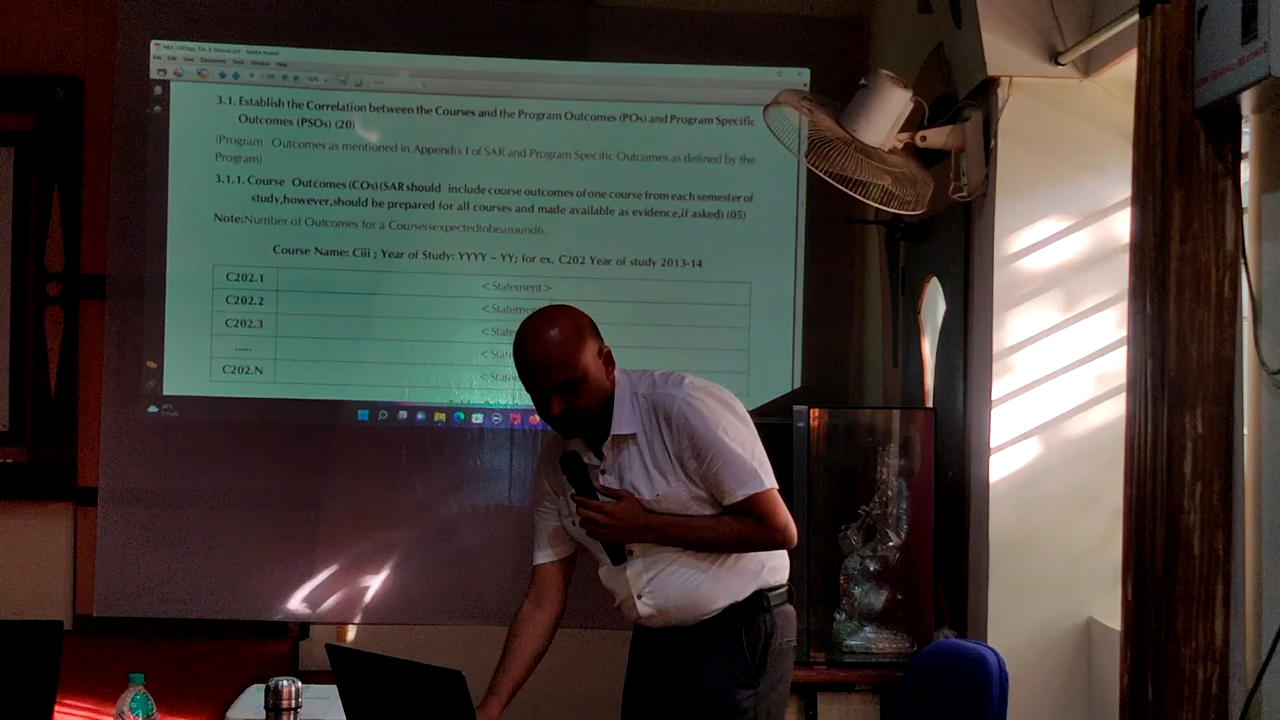 3.1. Establish the Correlation between the Courses and the Program Outcomes (POs) and Program Specific
Outcomes (PSOs) (20)
(Program Outcomes as mentioned in Appendix I of SAR and Program Specific Outcomes as defined by the
Program)
3.1.1. Course Outcomes (COs)(SAR should include course outcomes of one course from each semester of
study,however,should be prepared for all courses and made available as evidence,if asked) (05)
Note:Number of Outcomes for a Courseisexpectedtobearound6.
Course Name: Ciii ; Year of Study: YYYY – YY; for ex. C202 Year of study 2013-14
C202.1 < Statement >
C202.2 < Stateme
C202.3 < State
..... < Stat
C202.N < State